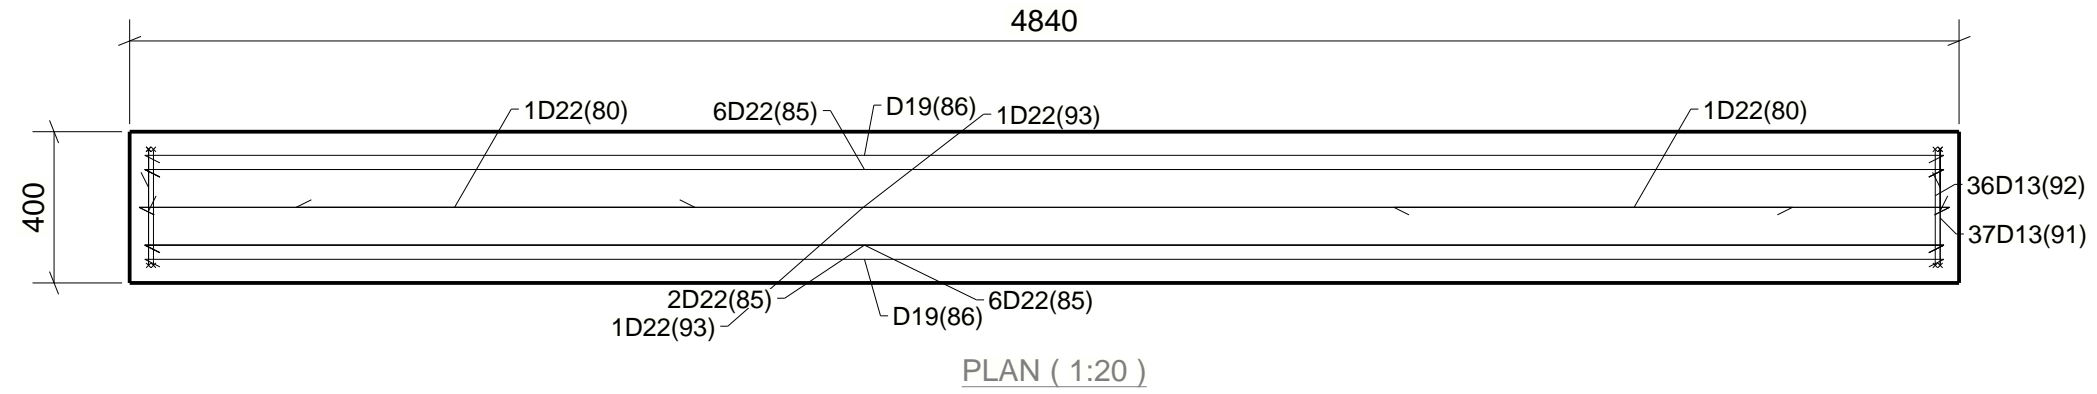 4840
1D22(80)
6D22(85)
D19(86)
1D22(93)
1D22(80)
400
36D13(92)
37D13(91)
2D22(85)
6D22(85)
1D22(93)
D19(86)
PLAN ( 1:20 )